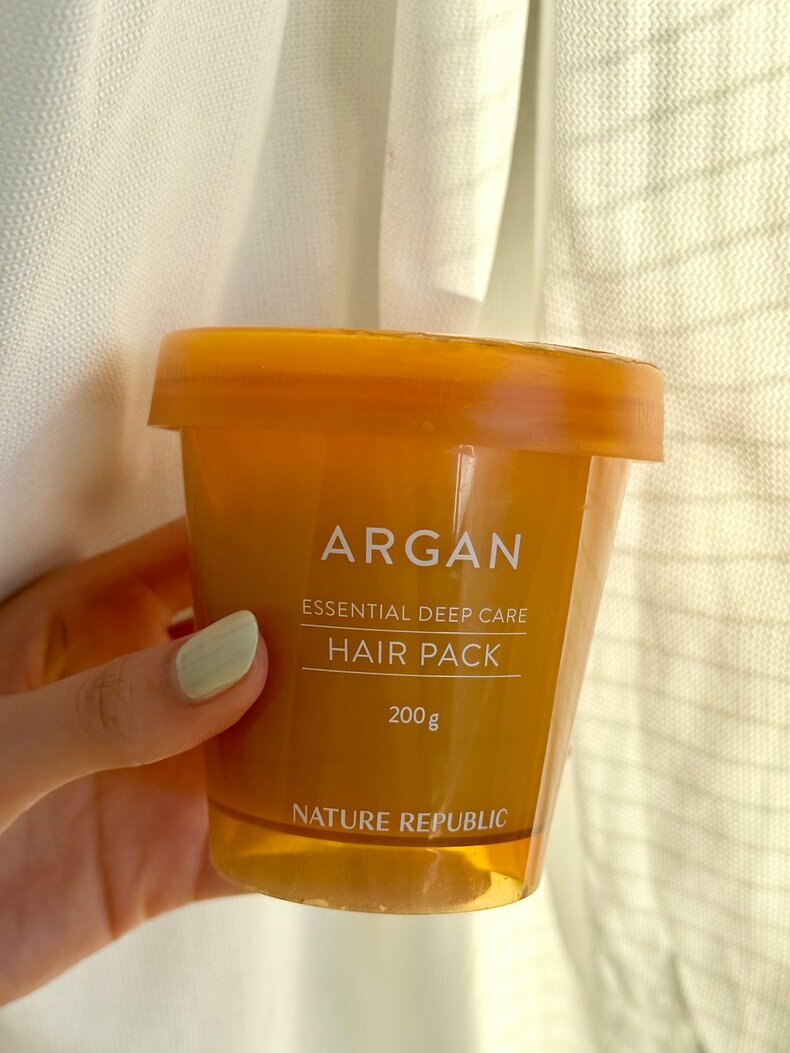 ARGAN
ESSENTIAL DEEP CARE
HAIR PACK
200g
NATURE REPUBLIC